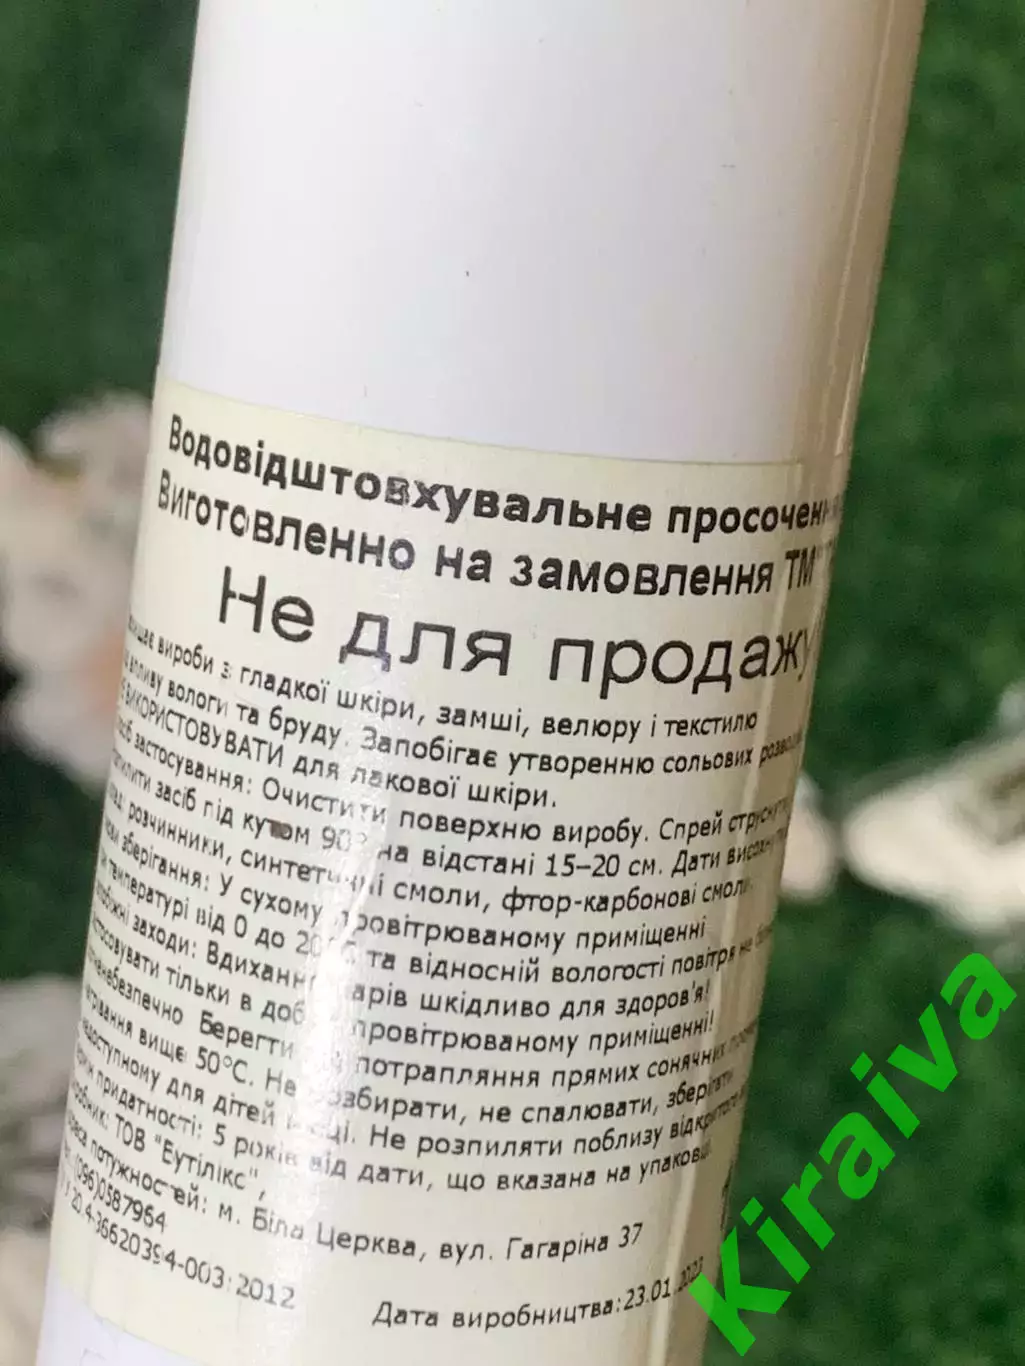 Водовідштовхувальне просочення
Виготовленно на замовлення ТМ
Не для продажу
вироби з гладкої шкіри, замші, велюру і текстилю
впливу вологи та бруду. Запобігає утворенню сольових
ВИКОРИСТОВУВАТИ для лакової шкіри.
застосування: Очистити поверхню виробу. Спрей
засіб під кутом 90° на відстані 15-20 см. Дати
розчинники, синтетичні смоли, фтор-карбонові смоли
зберігання: У сухому провітрюваному приміщенні
температурі від 0 до та відносній вологості повітря не
заходи: Вдихання парів шкідливо для здоров'я!
тільки в добре провітрюваному приміщенні!
Берегти від потрапляння прямих сонячних
вище 50°С. Не розбирати, не спалювати, зберігати
недоступному для дітей місці. Не розпиляти поблизу відкритого
придатності: 5 років від дати, що вказана на упаковці
ТОВ "Еутілікс",
потужностей: м. Біла Церква, вул. Гагаріна 37
(096)0587964
20.4-36620394-003:2012
Дата виробництва: 23.01.2023
Kiraiva